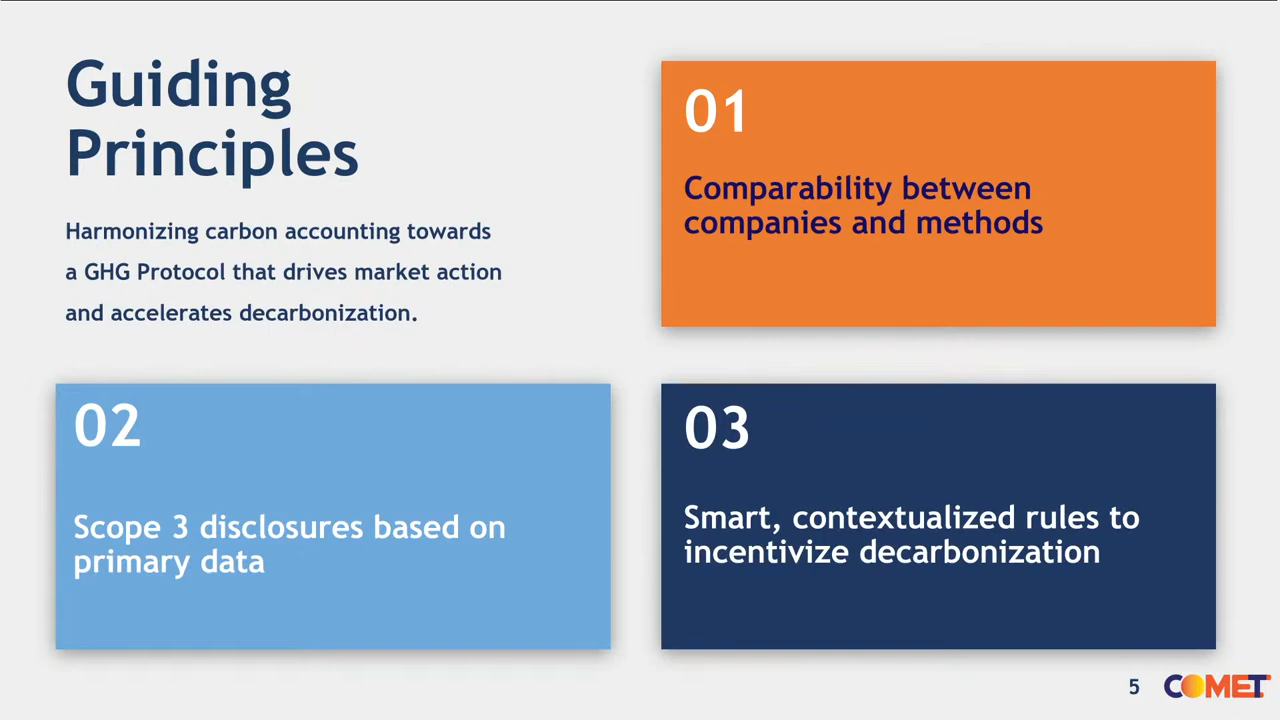 Guiding
Principles
Harmonizing carbon accounting towards
a GHG Protocol that drives market action
and accelerates decarbonization.
01
Comparability between
companies and methods
02
Scope 3 disclosures based on
primary data
03
Smart, contextualized rules to
incentivize decarbonization
5
COMET